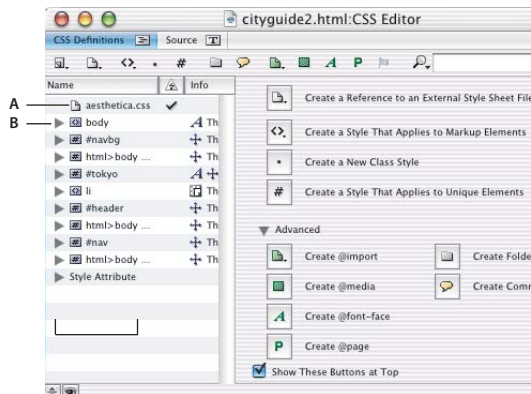 cityguide2.html:CSS Editor
CSS Definitions Source
Name Info
A aesthetica.css
B body Th
#navbg Th
html>body ... Th
#tokyo
li Th
#header Th
html>body ... Th
#nav Th
html>body ... Th
Style Attribute
Create a Reference to an External Style Sheet File
Create a Style That Applies to Markup Elements
Create a New Class Style
Create a Style That Applies to Unique Elements
Advanced
Create @import Create Folde
Create @media Create Comm
Create @font-face
Create @page
Show These Buttons at Top